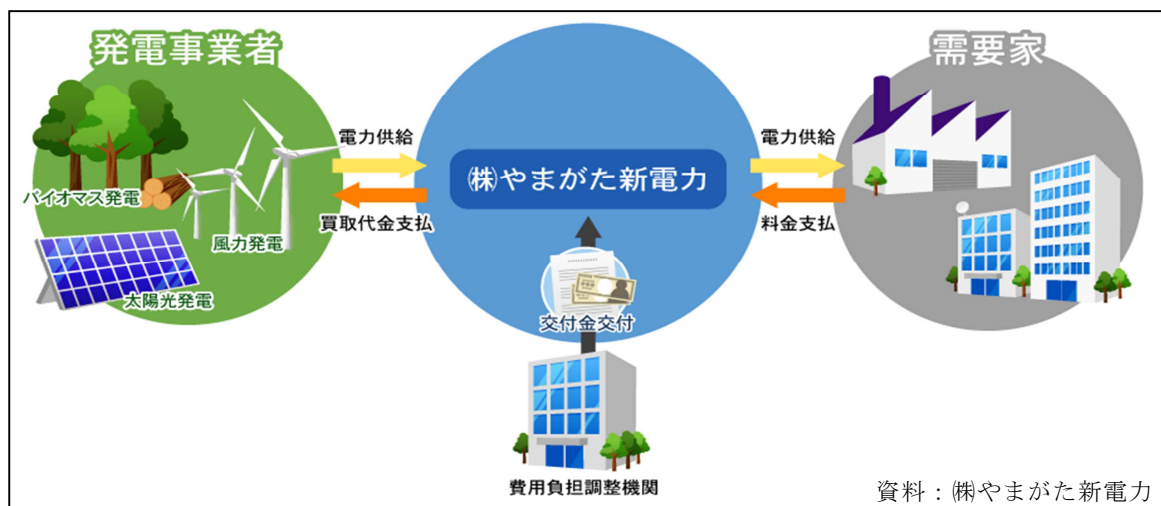 発電事業者
バイオマス発電
風力発電
太陽光発電
電力供給
買取代金支払
㈱やまがた新電力
交付金交付
費用負担調整機関
電力供給
料金支払
需要家
資料：㈱やまがた新電力